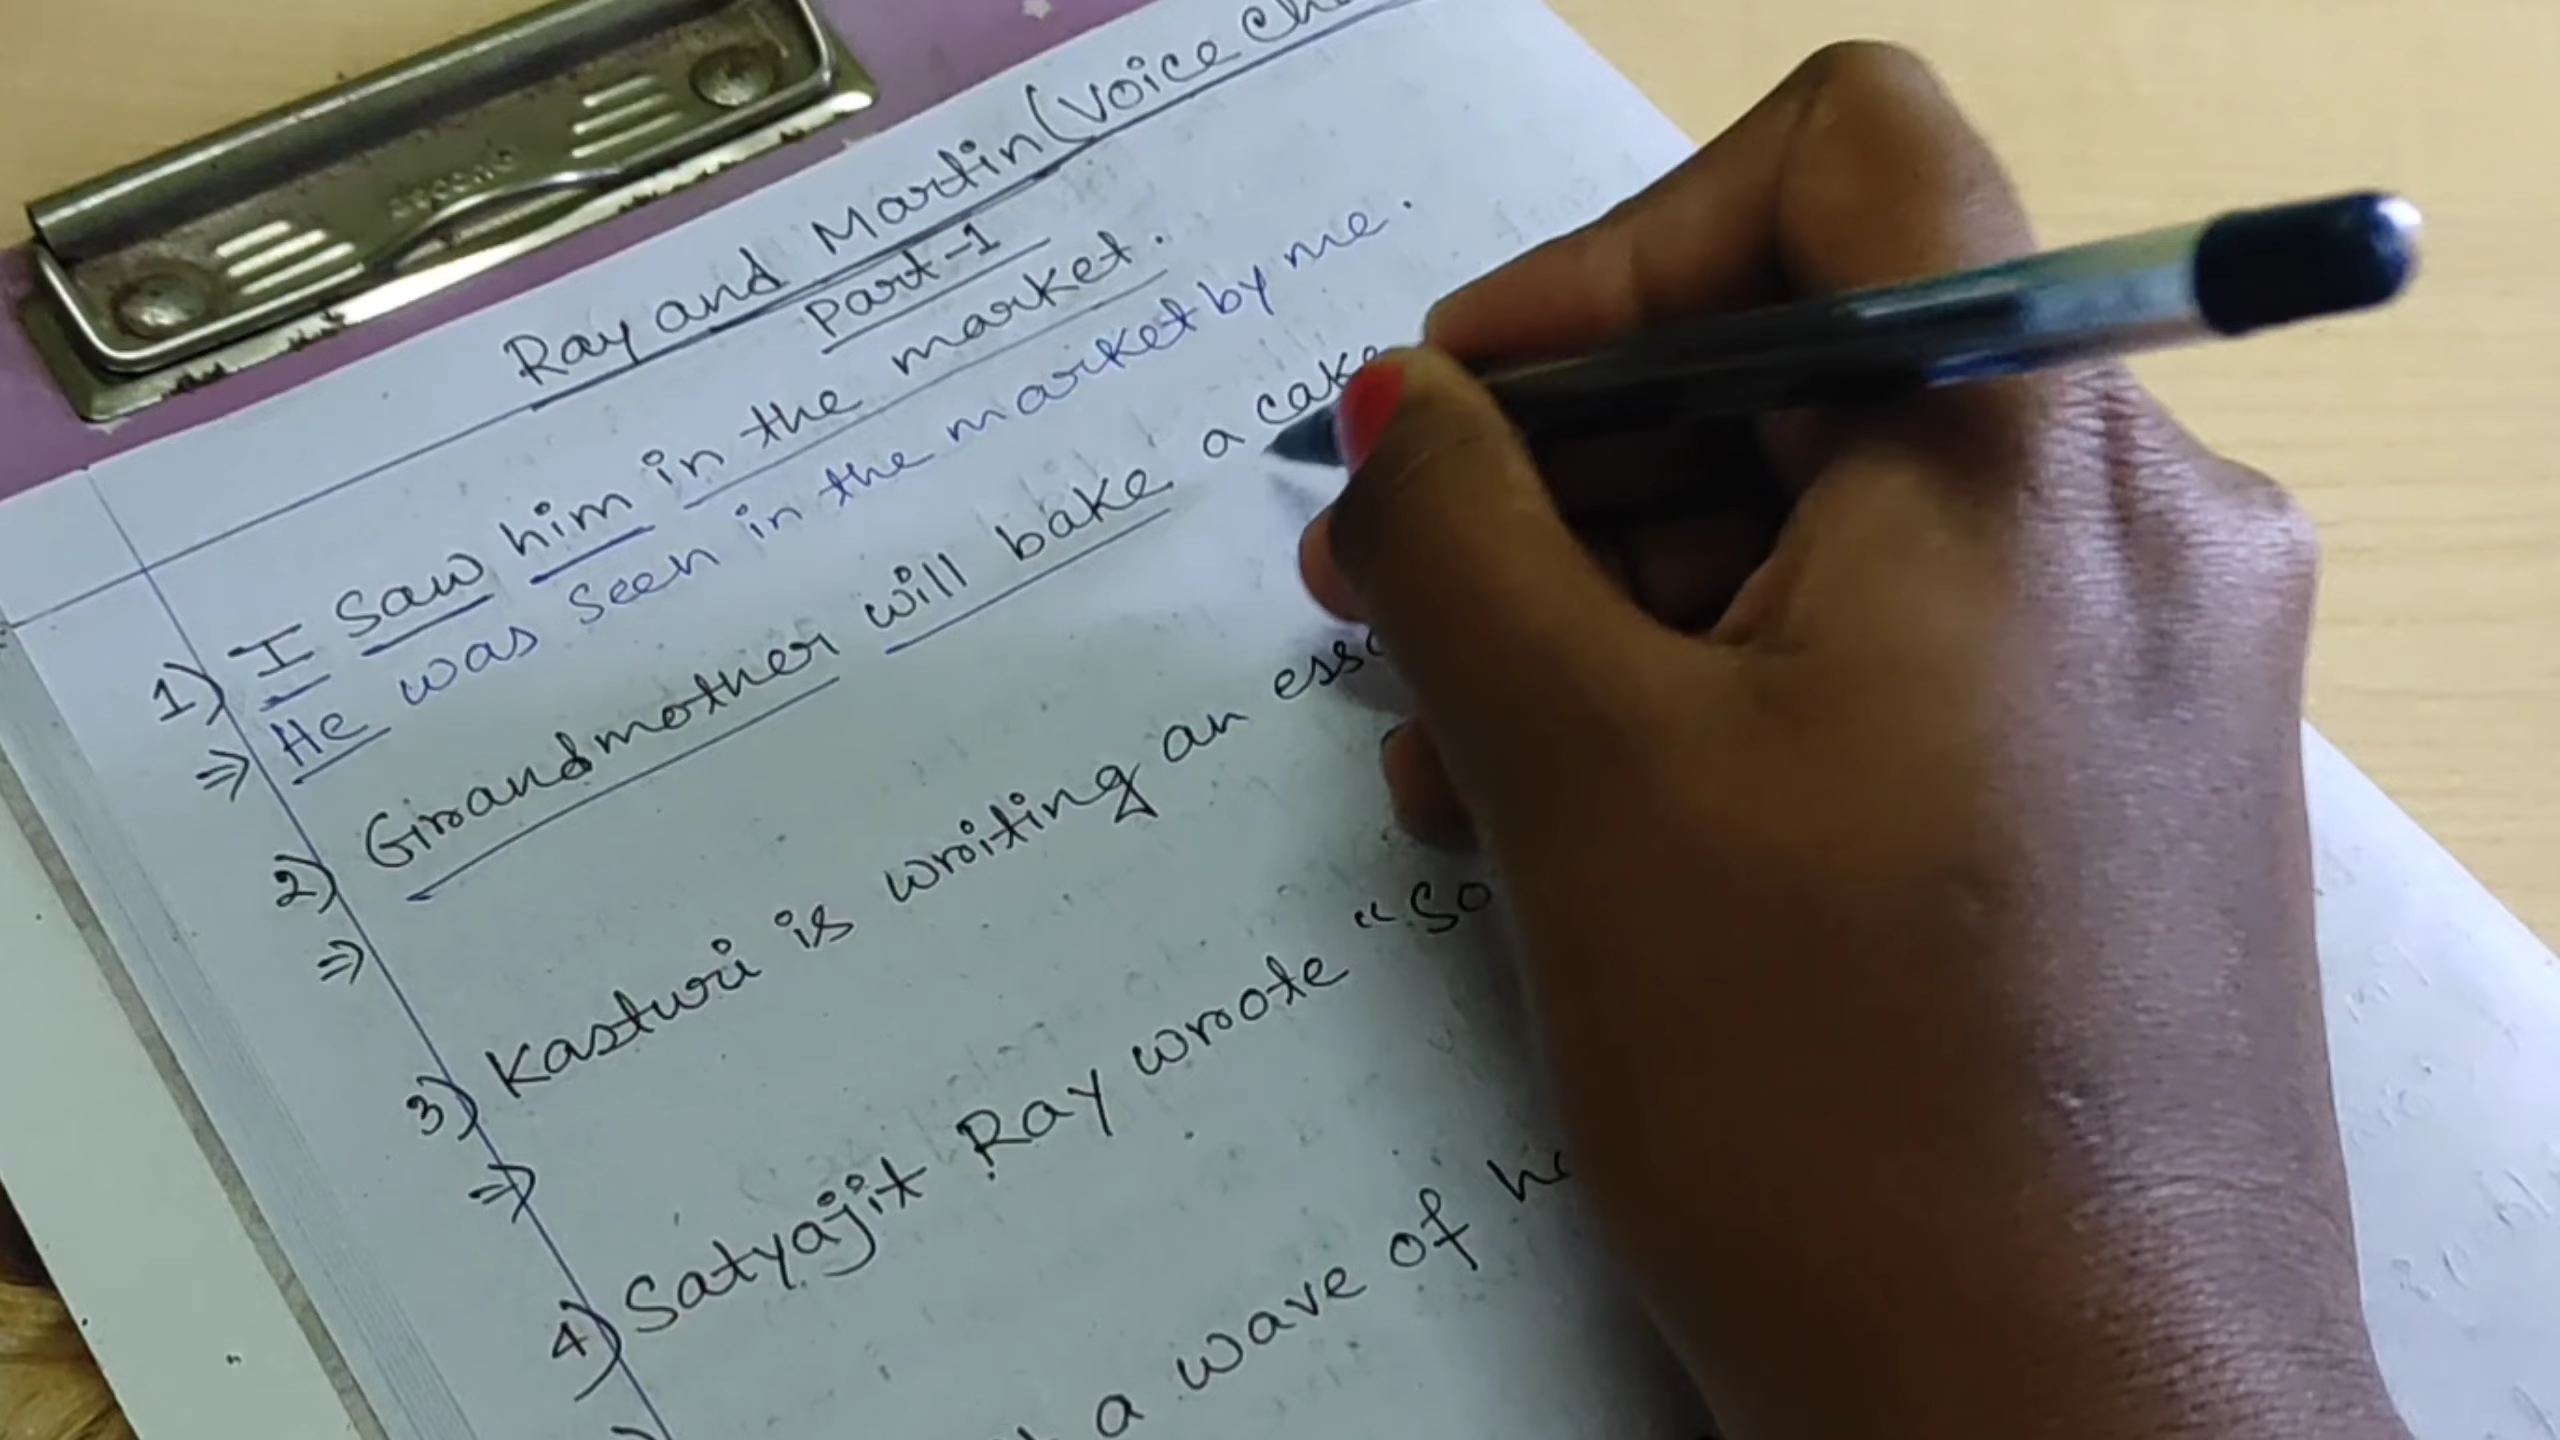 Ray and Martin (Voice
Part-1
1) I saw him in the market.
⇒ He was seen in the market by me.
2) Grandmother will bake a cake
⇒
3) Kasturi is writing an
⇒
4) Satyajit Ray wrote "So
a wave of